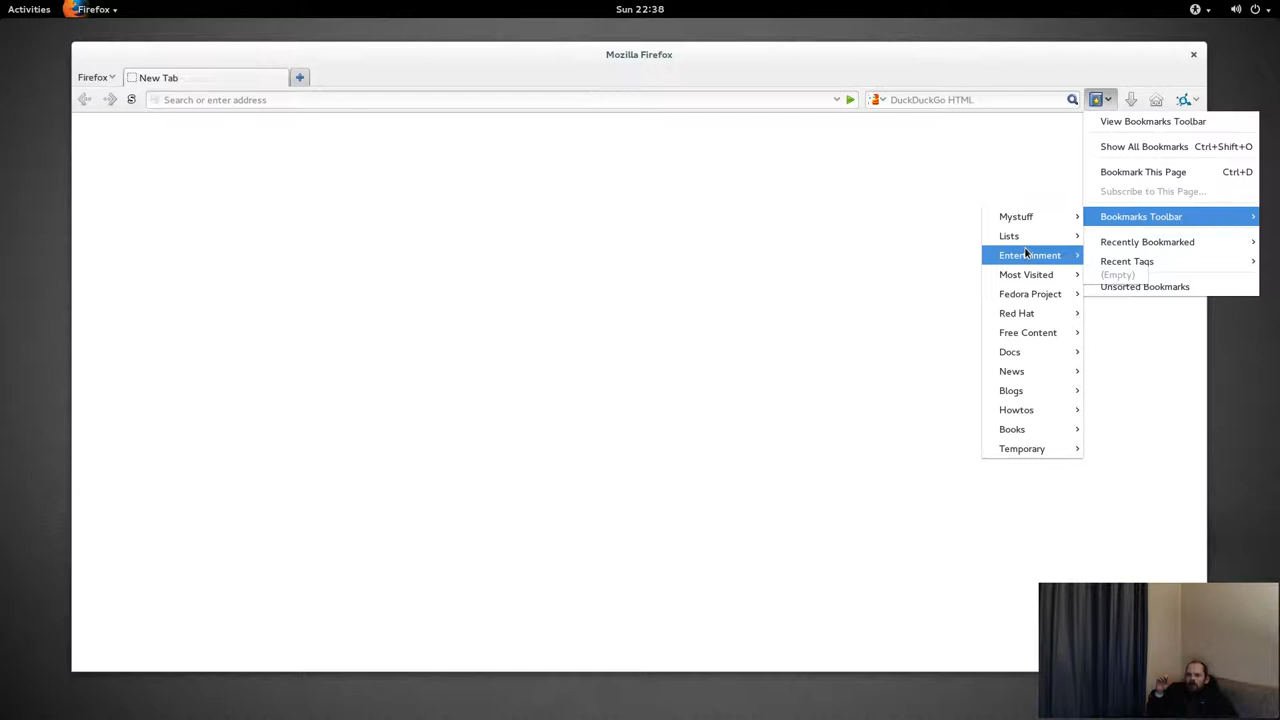 Activities Firefox Sun 22:38
Mozilla Firefox
Firefox New Tab
S Search or enter address DuckDuckGo HTML
View Bookmarks Toolbar
Show All Bookmarks Ctrl+Shift+O
Bookmark This Page Ctrl+D
Subscribe to This Page...
Bookmarks Toolbar
Recently Bookmarked
Recent Tags
(Empty)
Unsorted Bookmarks
Mystuff
Lists
Entertainment
Most Visited
Fedora Project
Red Hat
Free Content
Docs
News
Blogs
Howtos
Books
Temporary